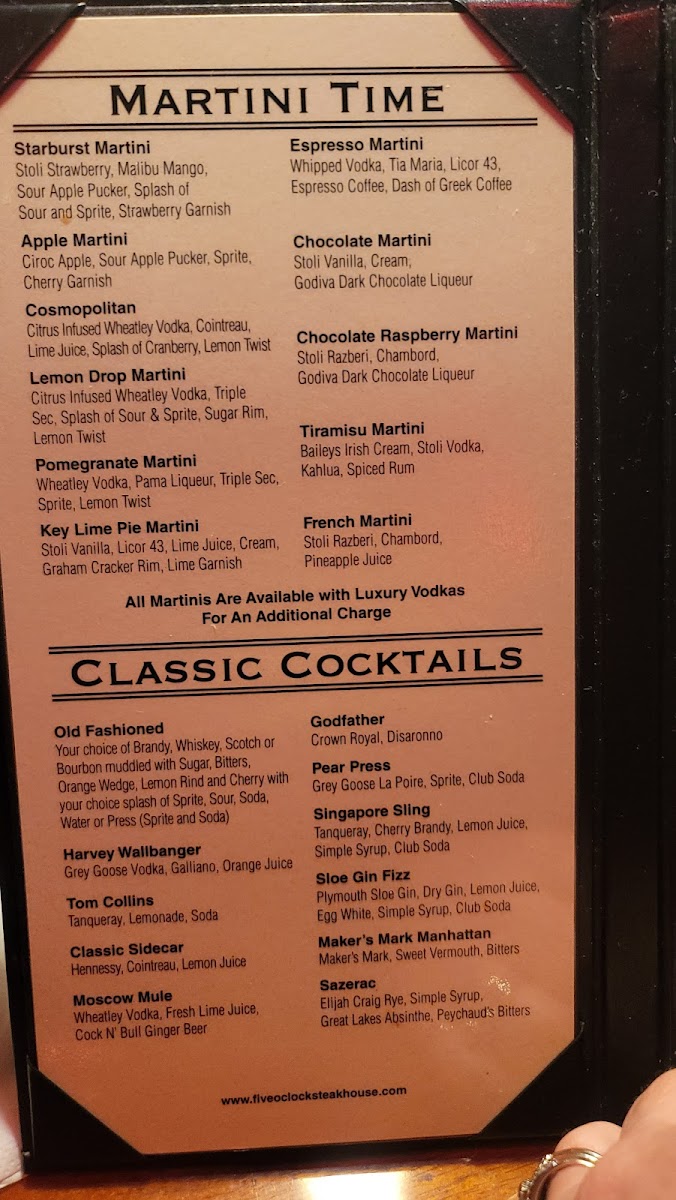 MARTINI TIME
Starburst Martini
Stoli Strawberry, Malibu Mango,
Sour Apple Pucker, Splash of
Sour and Sprite, Strawberry Garnish
Apple Martini
Ciroc Apple, Sour Apple Pucker, Sprite,
Cherry Garnish
Cosmopolitan
Citrus Infused Wheatley Vodka, Cointreau,
Lime Juice, Splash of Cranberry, Lemon Twist
Lemon Drop Martini
Citrus Infused Wheatley Vodka, Triple
Sec, Splash of Sour & Sprite, Sugar Rim,
Lemon Twist
Pomegranate Martini
Wheatley Vodka, Pama Liqueur, Triple Sec,
Sprite, Lemon Twist
Key Lime Pie Martini
Stoli Vanilla, Licor 43, Lime Juice, Cream,
Graham Cracker Rim, Lime Garnish
Espresso Martini
Whipped Vodka, Tia Maria, Licor 43,
Espresso Coffee, Dash of Greek Coffee
Chocolate Martini
Stoli Vanilla, Cream,
Godiva Dark Chocolate Liqueur
Chocolate Raspberry Martini
Stoli Razberi, Chambord,
Godiva Dark Chocolate Liqueur
Tiramisu Martini
Baileys Irish Cream, Stoli Vodka,
Kahlua, Spiced Rum
French Martini
Stoli Razberi, Chambord,
Pineapple Juice
All Martinis Are Available with Luxury Vodkas
For An Additional Charge
CLASSIC COCKTAILS
Old Fashioned
Your choice of Brandy, Whiskey, Scotch or
Bourbon muddled with Sugar, Bitters,
Orange Wedge, Lemon Rind and Cherry with
your choice splash of Sprite, Sour, Soda,
Water or Press (Sprite and Soda)
Harvey Wallbanger
Grey Goose Vodka, Galliano, Orange Juice
Tom Collins
Tanqueray, Lemonade, Soda
Classic Sidecar
Hennessy, Cointreau, Lemon Juice
Moscow Mule
Wheatley Vodka, Fresh Lime Juice,
Cock N' Bull Ginger Beer
Godfather
Crown Royal, Disaronno
Pear Press
Grey Goose La Poire, Sprite, Club Soda
Singapore Sling
Tanqueray, Cherry Brandy, Lemon Juice,
Simple Syrup, Club Soda
Sloe Gin Fizz
Plymouth Sloe Gin, Dry Gin, Lemon Juice,
Egg White, Simple Syrup, Club Soda
Maker's Mark Manhattan
Maker's Mark, Sweet Vermouth, Bitters
Sazerac
Elijah Craig Rye, Simple Syrup,
Great Lakes Absinthe, Peychaud's Bitters
www.fiveoclocksteakhouse.com